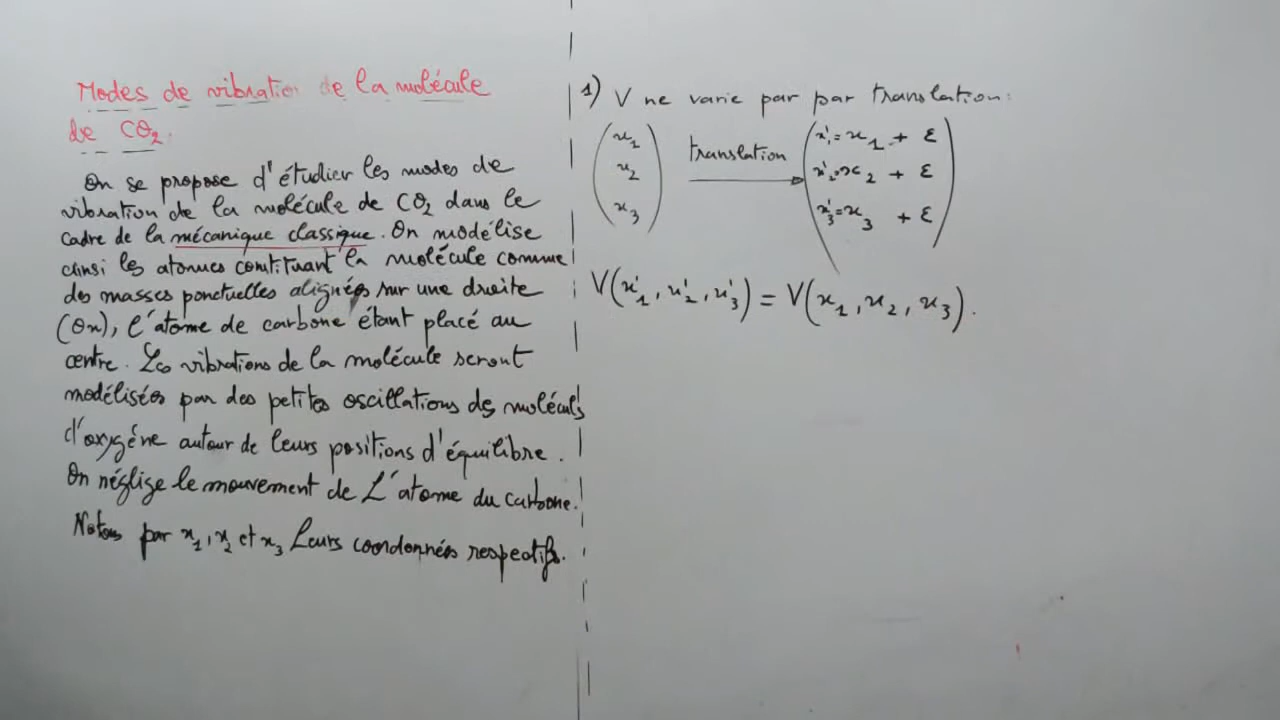 Modes de vibration de la molécule
de CO2.
On se propose d'étudier les modes de
vibration de la molécule de CO2 dans le
cadre de la mécanique classique. On modélise
ainsi les atomes constituant la molécule comme
des masses ponctuelles alignées sur une droite
(Ox), l'atome de carbone étant placé au
centre. Les vibrations de la molécule seront
modélisées par des petites oscillations des molécules
d'oxygène autour de leurs positions d'équilibre.
On néglige le mouvement de L'atome du carbone.
Notons par x1, x2 et x3 Leurs coordonnées respectifs.
1) V ne varie par par translation:
(x1 x2 x3) translation → (x'1 = x1 + ε
x'2 = x2 + ε
x'3 = x3 + ε)
V(x'1, x'2, x'3) = V(x1, x2, x3).